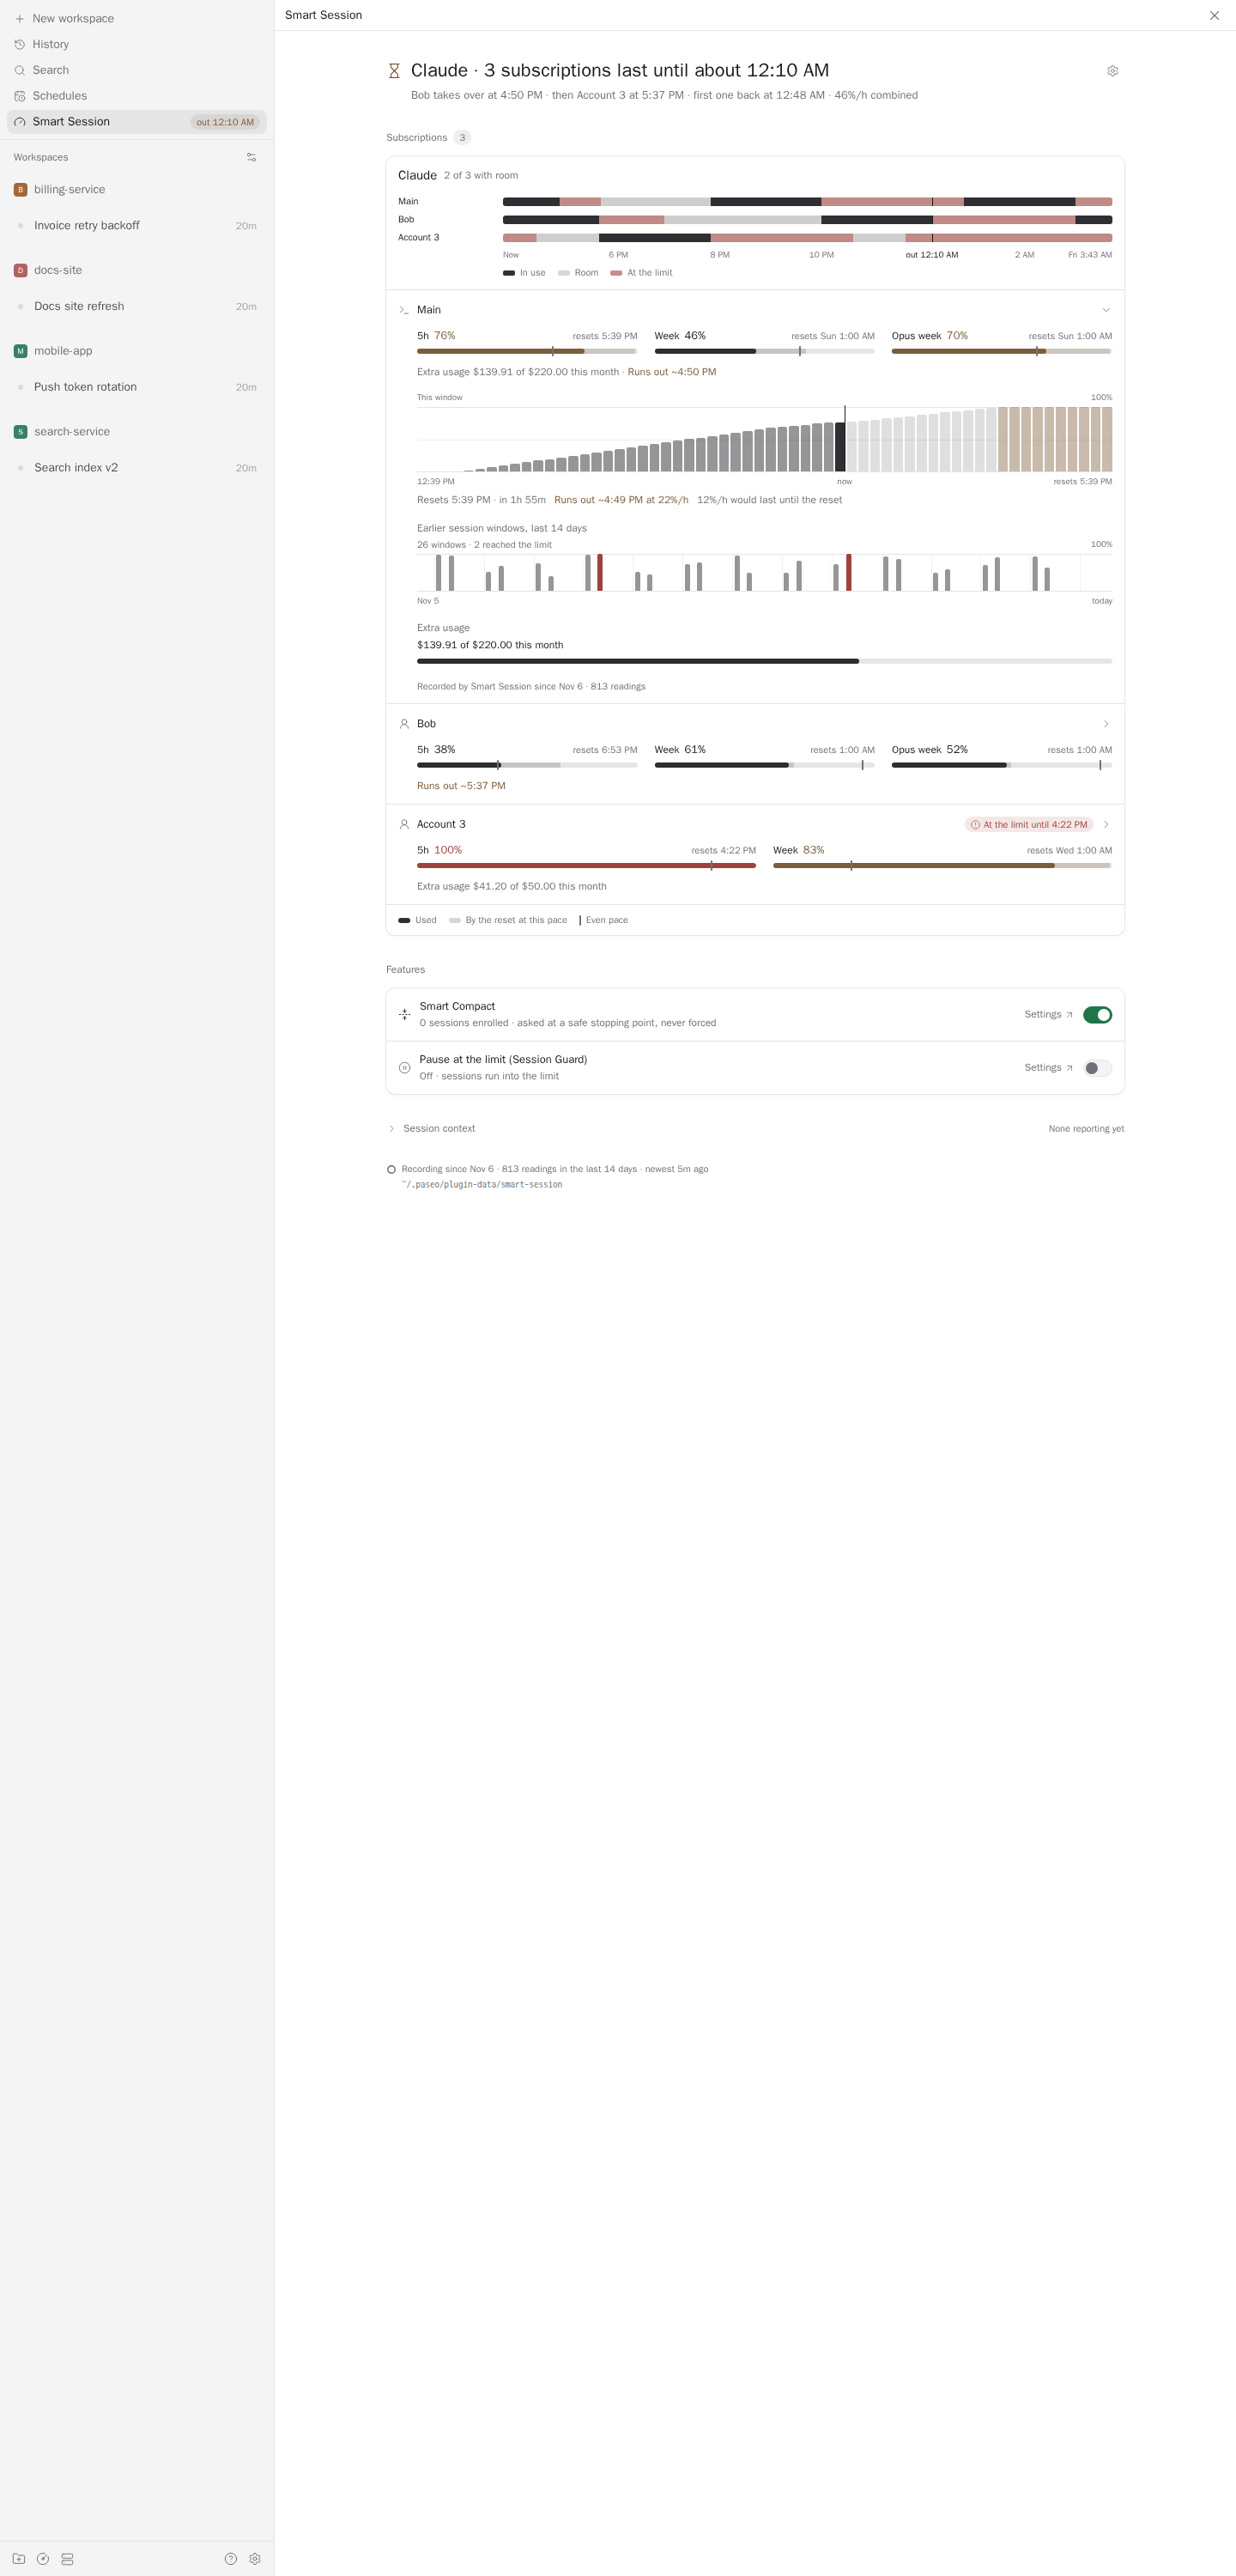 New workspace
History
Search
Schedules
Smart Session out 12:10 AM
Workspaces
B billing-service
Invoice retry backoff 20m
D docs-site
Docs site refresh 20m
M mobile-app
Push token rotation 20m
S search-service
Search index v2 20m
Smart Session
Claude · 3 subscriptions last until about 12:10 AM
Bob takes over at 4:50 PM · then Account 3 at 5:37 PM · first one back at 12:48 AM · 46%/h combined
Subscriptions 3
Claude 2 of 3 with room
Main
Bob
Account 3
Now 6 PM 8 PM 10 PM out 12:10 AM 2 AM Fri 3:43 AM
In use Room At the limit
Main
5h 76% resets 5:39 PM Week 46% resets Sun 1:00 AM Opus week 70% resets Sun 1:00 AM
Extra usage $139.91 of $220.00 this month · Runs out ~4:50 PM
This window 100%
12:39 PM now resets 5:39 PM
Resets 5:39 PM · in 1h 55m Runs out ~4:49 PM at 22%/h 12%/h would last until the reset
Earlier session windows, last 14 days
26 windows · 2 reached the limit 100%
Nov 5 today
Extra usage
$139.91 of $220.00 this month
Recorded by Smart Session since Nov 6 · 813 readings
Bob
5h 38% resets 6:53 PM Week 61% resets 1:00 AM Opus week 52% resets 1:00 AM
Runs out ~5:37 PM
Account 3 At the limit until 4:22 PM
5h 100% resets 4:22 PM Week 83% resets Wed 1:00 AM
Extra usage $41.20 of $50.00 this month
Used By the reset at this pace Even pace
Features
Smart Compact
0 sessions enrolled · asked at a safe stopping point, never forced
Settings
Pause at the limit (Session Guard)
Off · sessions run into the limit
Settings
Session context None reporting yet
Recording since Nov 6 · 813 readings in the last 14 days · newest 5m ago
~/.paseo/plugin-data/smart-session